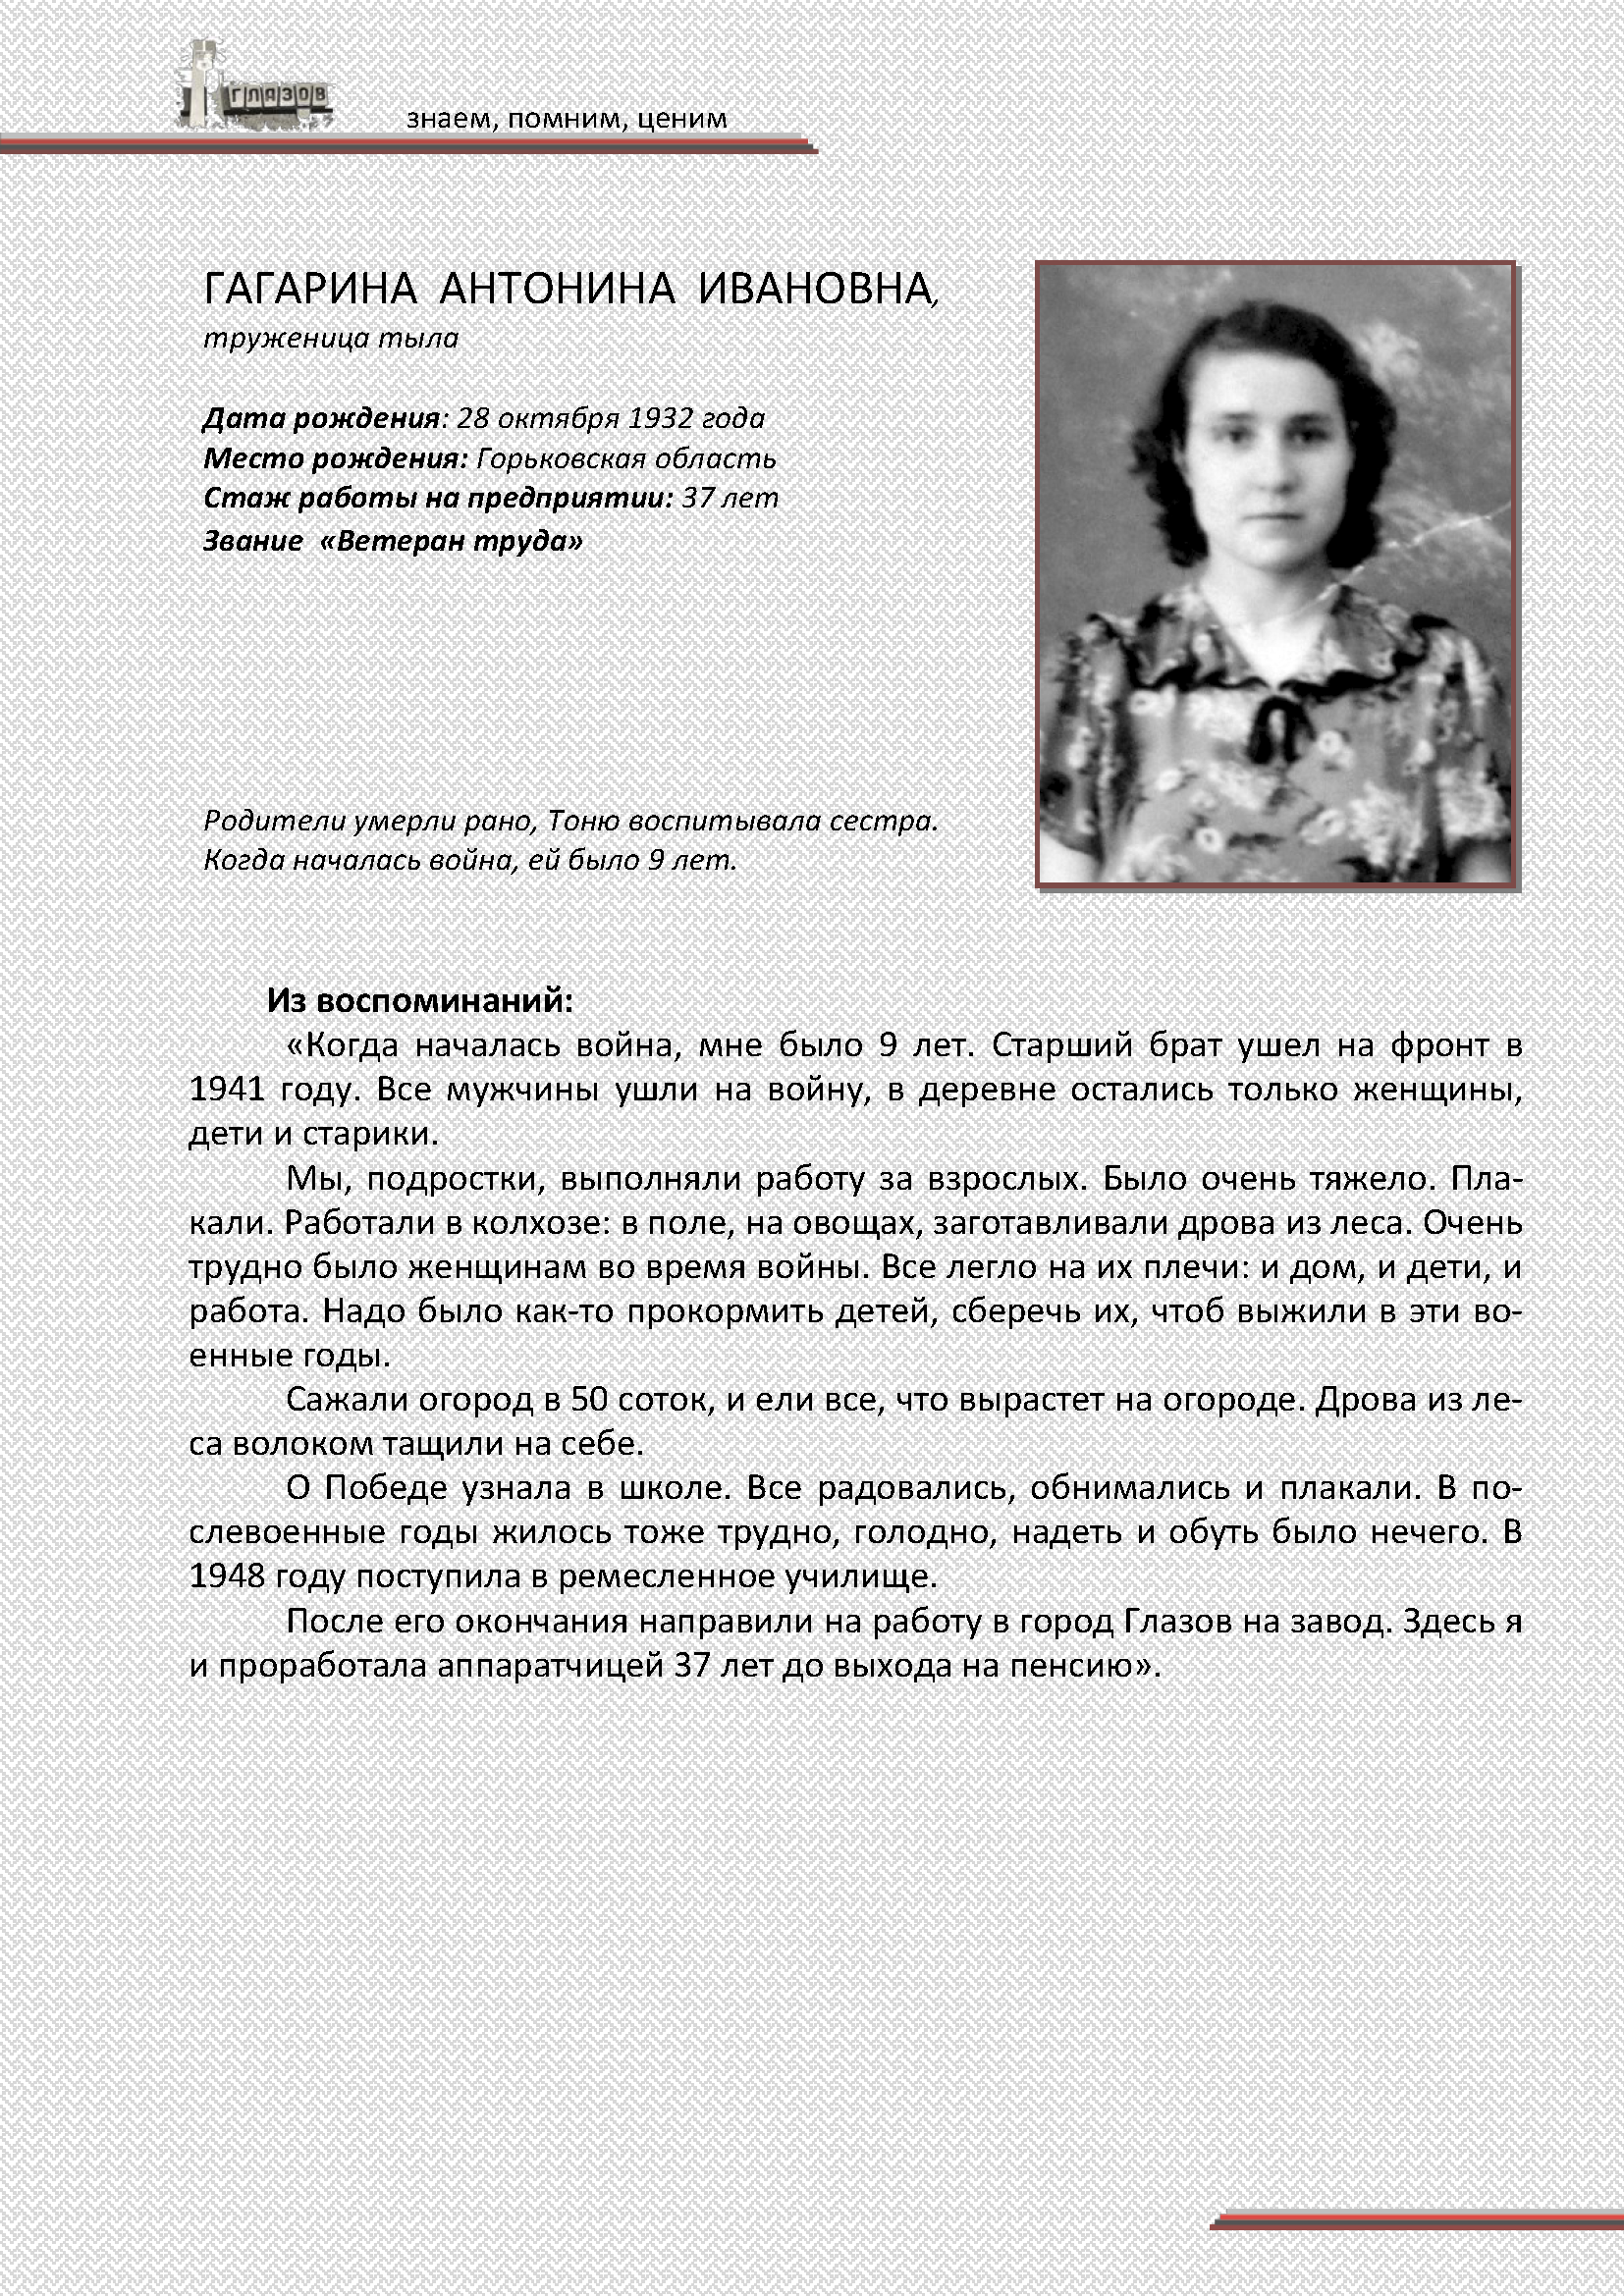 ГЛАЗОВ
знаем, помним, ценим
ГАГАРИНА АНТОНИНА ИВАНОВНА,
труженица тыла
Дата рождения: 28 октября 1932 года
Место рождения: Горьковская область
Стаж работы на предприятии: 37 лет
Звание «Ветеран труда»
Родители умерли рано, Тоню воспитывала сестра.
Когда началась война, ей было 9 лет.
Из воспоминаний:
«Когда началась война, мне было 9 лет. Старший брат ушел на фронт в
1941 году. Все мужчины ушли на войну, в деревне остались только женщины,
дети и старики.
Мы, подростки, выполняли работу за взрослых. Было очень тяжело. Пла-
кали. Работали в колхозе: в поле, на овощах, заготавливали дрова из леса. Очень
трудно было женщинам во время войны. Все легло на их плечи: и дом, и дети, и
работа. Надо было как-то прокормить детей, сберечь их, чтоб выжили в эти во-
енные годы.
Сажали огород в 50 соток, и ели все, что вырастет на огороде. Дрова из ле-
са волоком тащили на себе.
О Победе узнала в школе. Все радовались, обнимались и плакали. В по-
слевоенные годы жилось тоже трудно, голодно, надеть и обуть было нечего. В
1948 году поступила в ремесленное училище.
После его окончания направили на работу в город Глазов на завод. Здесь я
и проработала аппаратчицей 37 лет до выхода на пенсию».